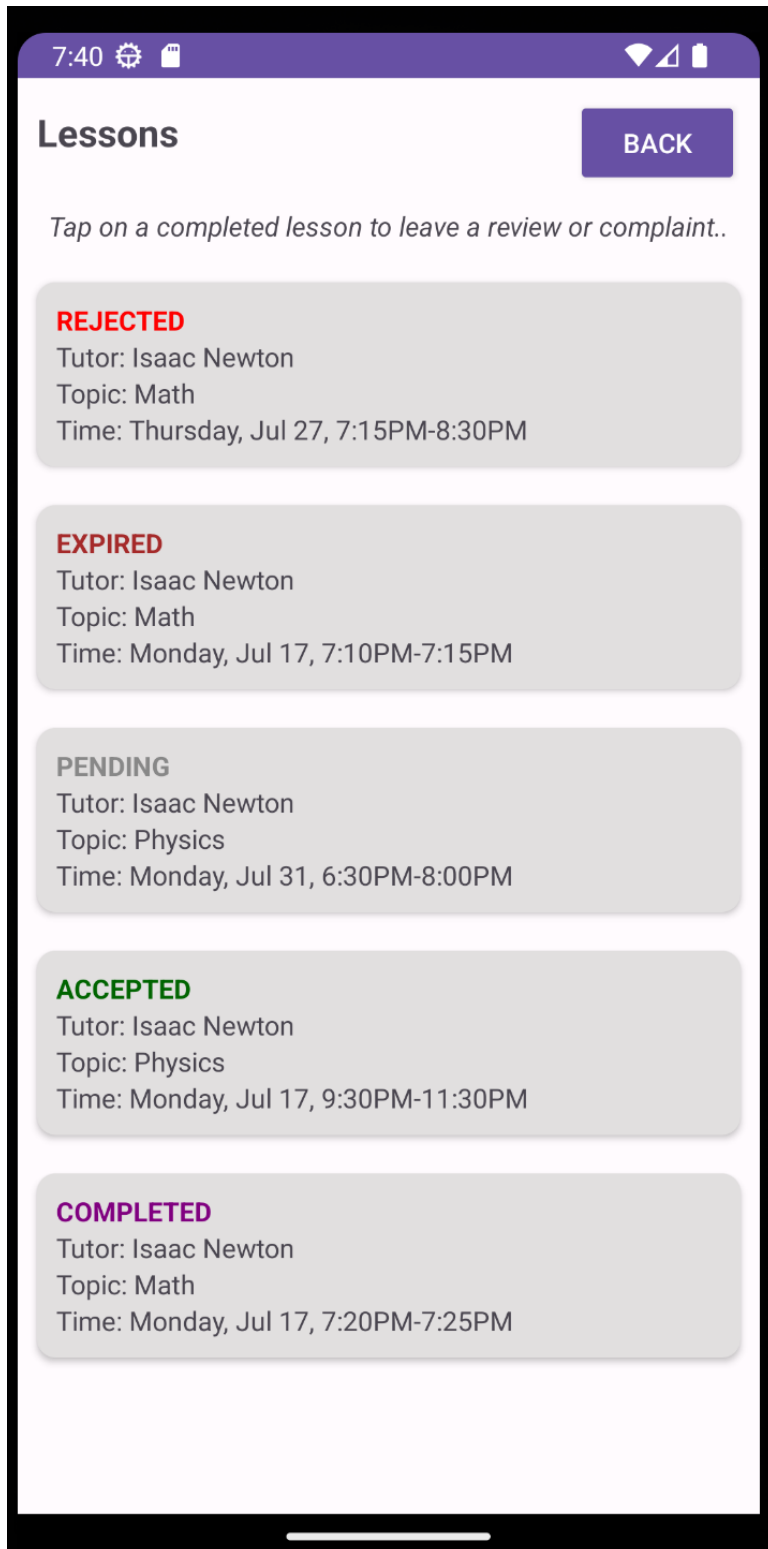 7:40
Lessons
BACK
Tap on a completed lesson to leave a review or complaint..
REJECTED
Tutor: Isaac Newton
Topic: Math
Time: Thursday, Jul 27, 7:15PM-8:30PM
EXPIRED
Tutor: Isaac Newton
Topic: Math
Time: Monday, Jul 17, 7:10PM-7:15PM
PENDING
Tutor: Isaac Newton
Topic: Physics
Time: Monday, Jul 31, 6:30PM-8:00PM
ACCEPTED
Tutor: Isaac Newton
Topic: Physics
Time: Monday, Jul 17, 9:30PM-11:30PM
COMPLETED
Tutor: Isaac Newton
Topic: Math
Time: Monday, Jul 17, 7:20PM-7:25PM